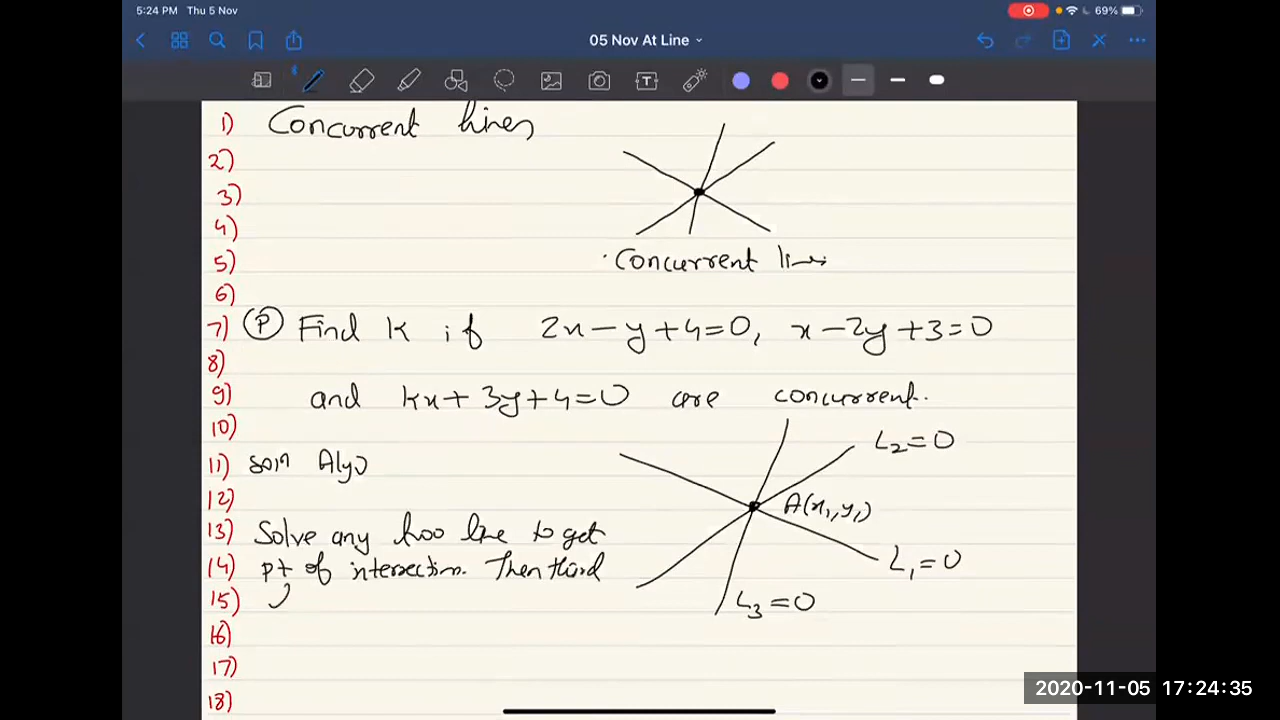 5:24 PM Thu 5 Nov
69%
05 Nov At Line
1) Concurrent lines
2)
3)
4)
5) Concurrent lines
6)
7) (P) Find K if 2x - y + 4 = 0, x - 2y + 3 = 0
8)
9) and kx + 3y + 4 = 0 are concurrent.
10)
L₂ = 0
11) Soln Algo
12)
A(x₁, y₁)
13) Solve any two line to get
14) pt of intersection. Then third
L₁ = 0
15)
L₃ = 0
16)
17)
18)
2020-11-05 17:24:35